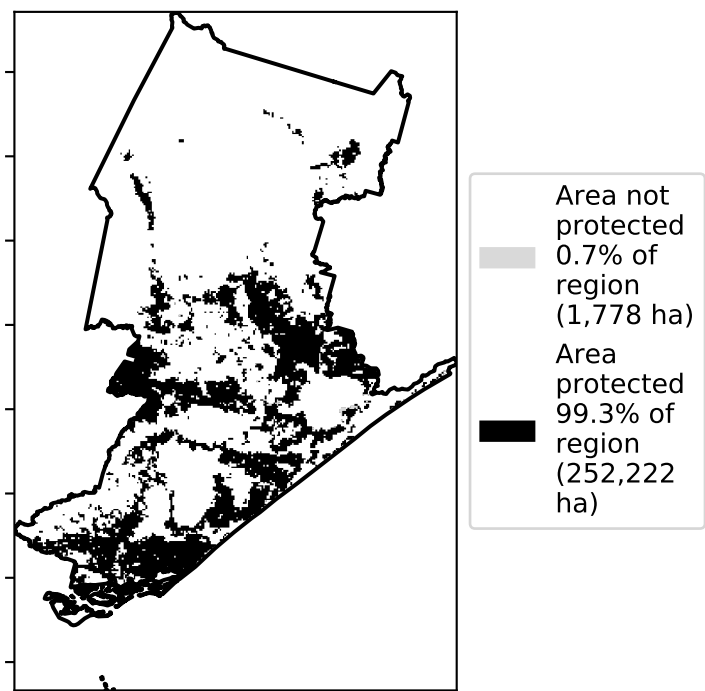 Area not
protected
0.7% of
region
(1,778 ha)
Area
protected
99.3% of
region
(252,222
ha)